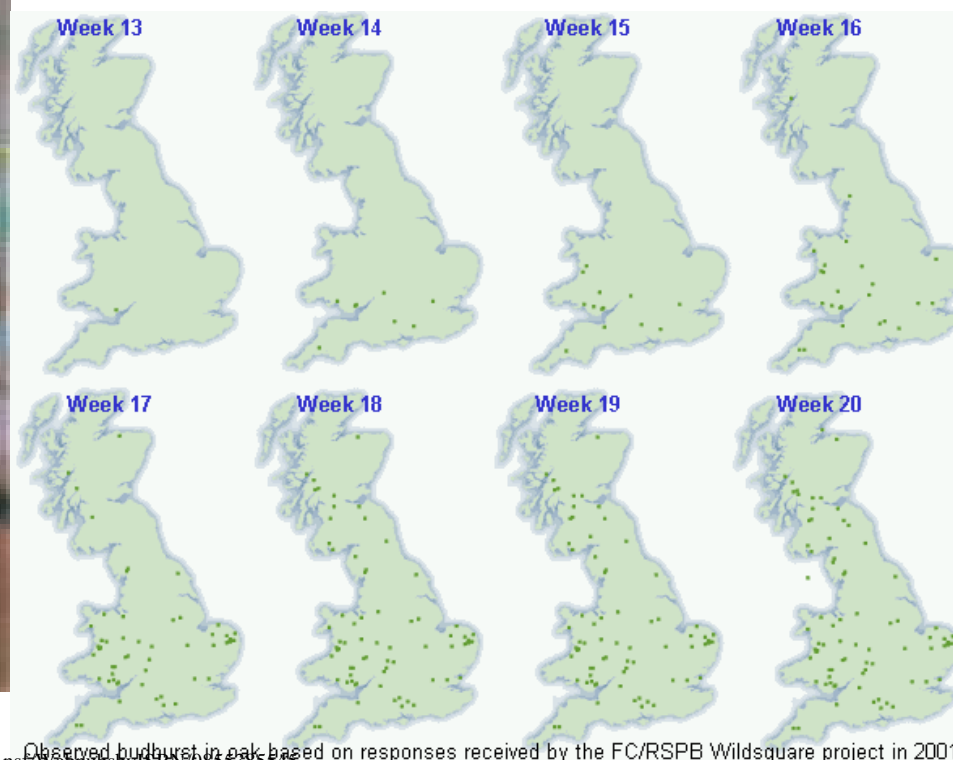 Week 13 Week 14 Week 15 Week 16
Week 17 Week 18 Week 19 Week 20
Observed budburst in oak based on responses received by the FC/RSPB Wildsquare project in 2001